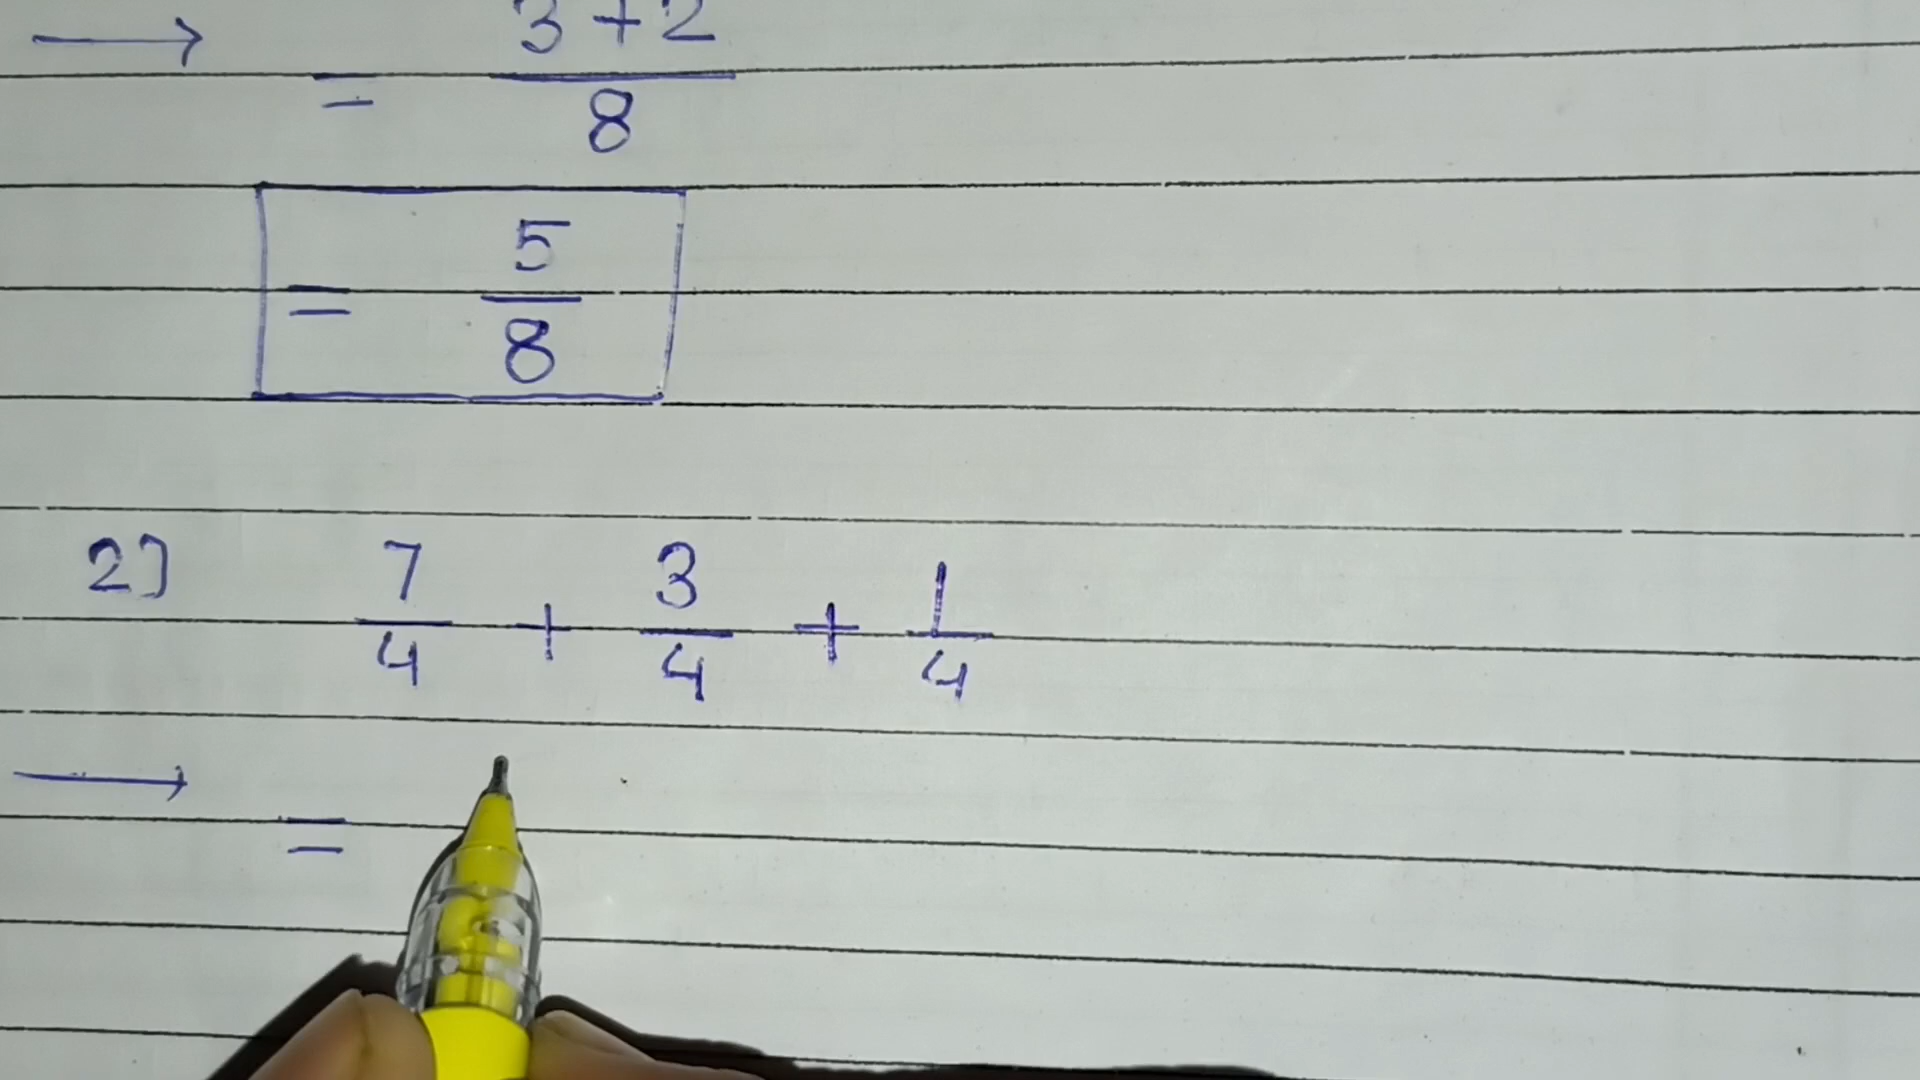 = 3+2/8
= 5/8
2) 7/4 + 3/4 + 1/4
=